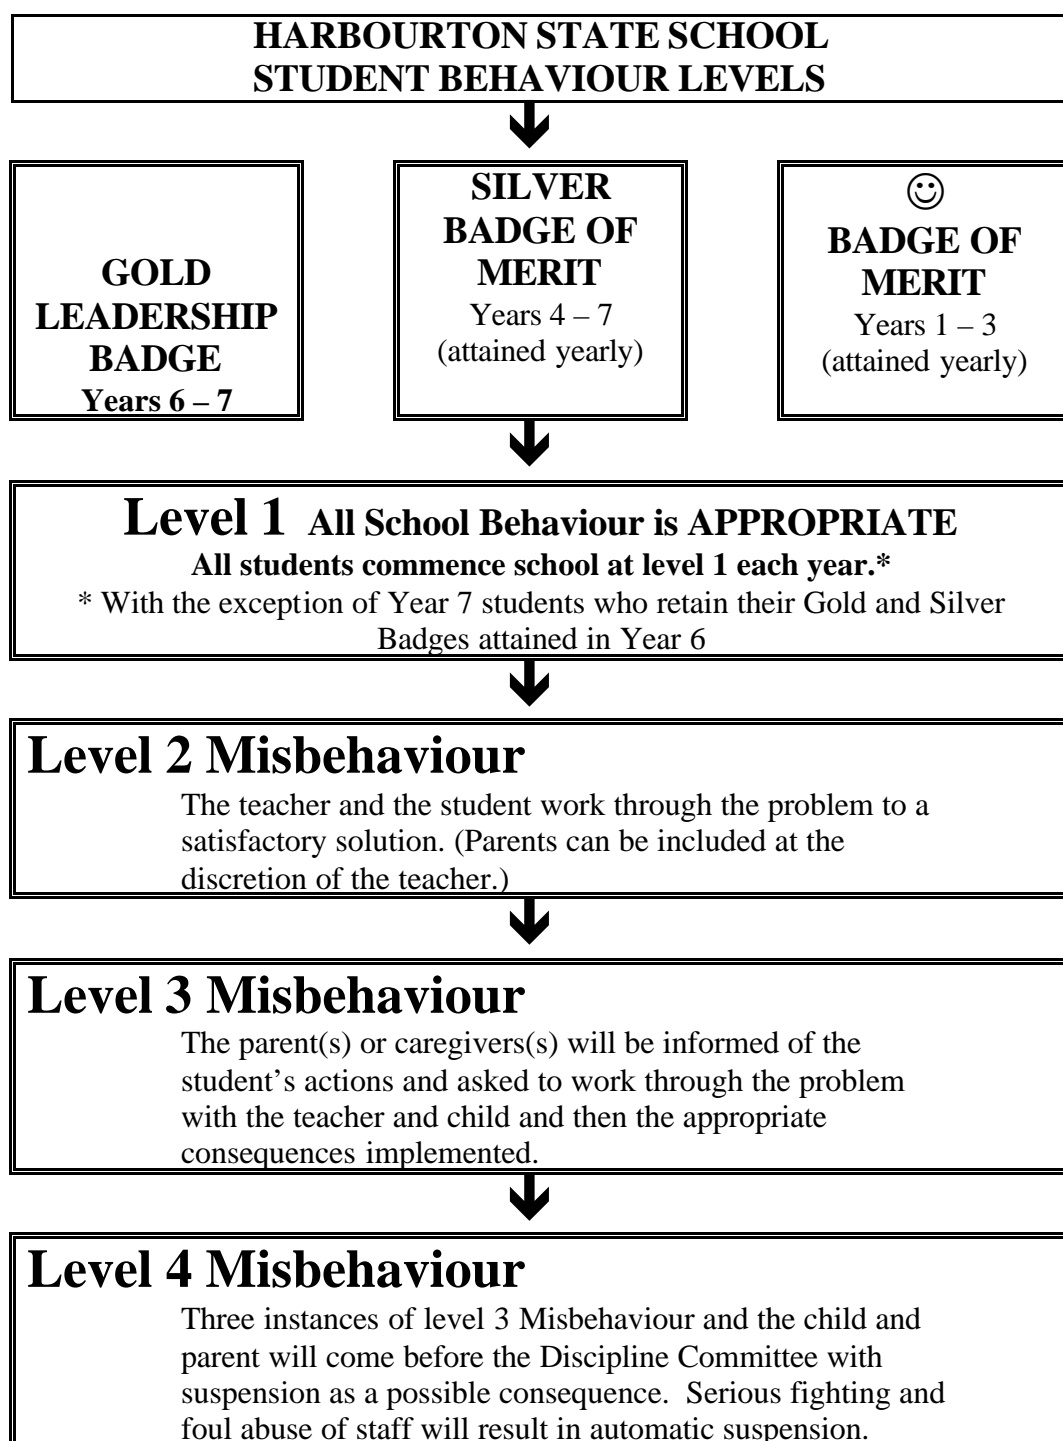 HARBOURTON STATE SCHOOL
STUDENT BEHAVIOUR LEVELS
GOLD
LEADERSHIP
BADGE
Years 6 – 7
SILVER
BADGE OF
MERIT
Years 4 – 7
(attained yearly)
☺
BADGE OF
MERIT
Years 1 – 3
(attained yearly)
Level 1 All School Behaviour is APPROPRIATE
All students commence school at level 1 each year.*
* With the exception of Year 7 students who retain their Gold and Silver
Badges attained in Year 6
Level 2 Misbehaviour
The teacher and the student work through the problem to a
satisfactory solution. (Parents can be included at the
discretion of the teacher.)
Level 3 Misbehaviour
The parent(s) or caregivers(s) will be informed of the
student’s actions and asked to work through the problem
with the teacher and child and then the appropriate
consequences implemented.
Level 4 Misbehaviour
Three instances of level 3 Misbehaviour and the child and
parent will come before the Discipline Committee with
suspension as a possible consequence.  Serious fighting and
foul abuse of staff will result in automatic suspension.